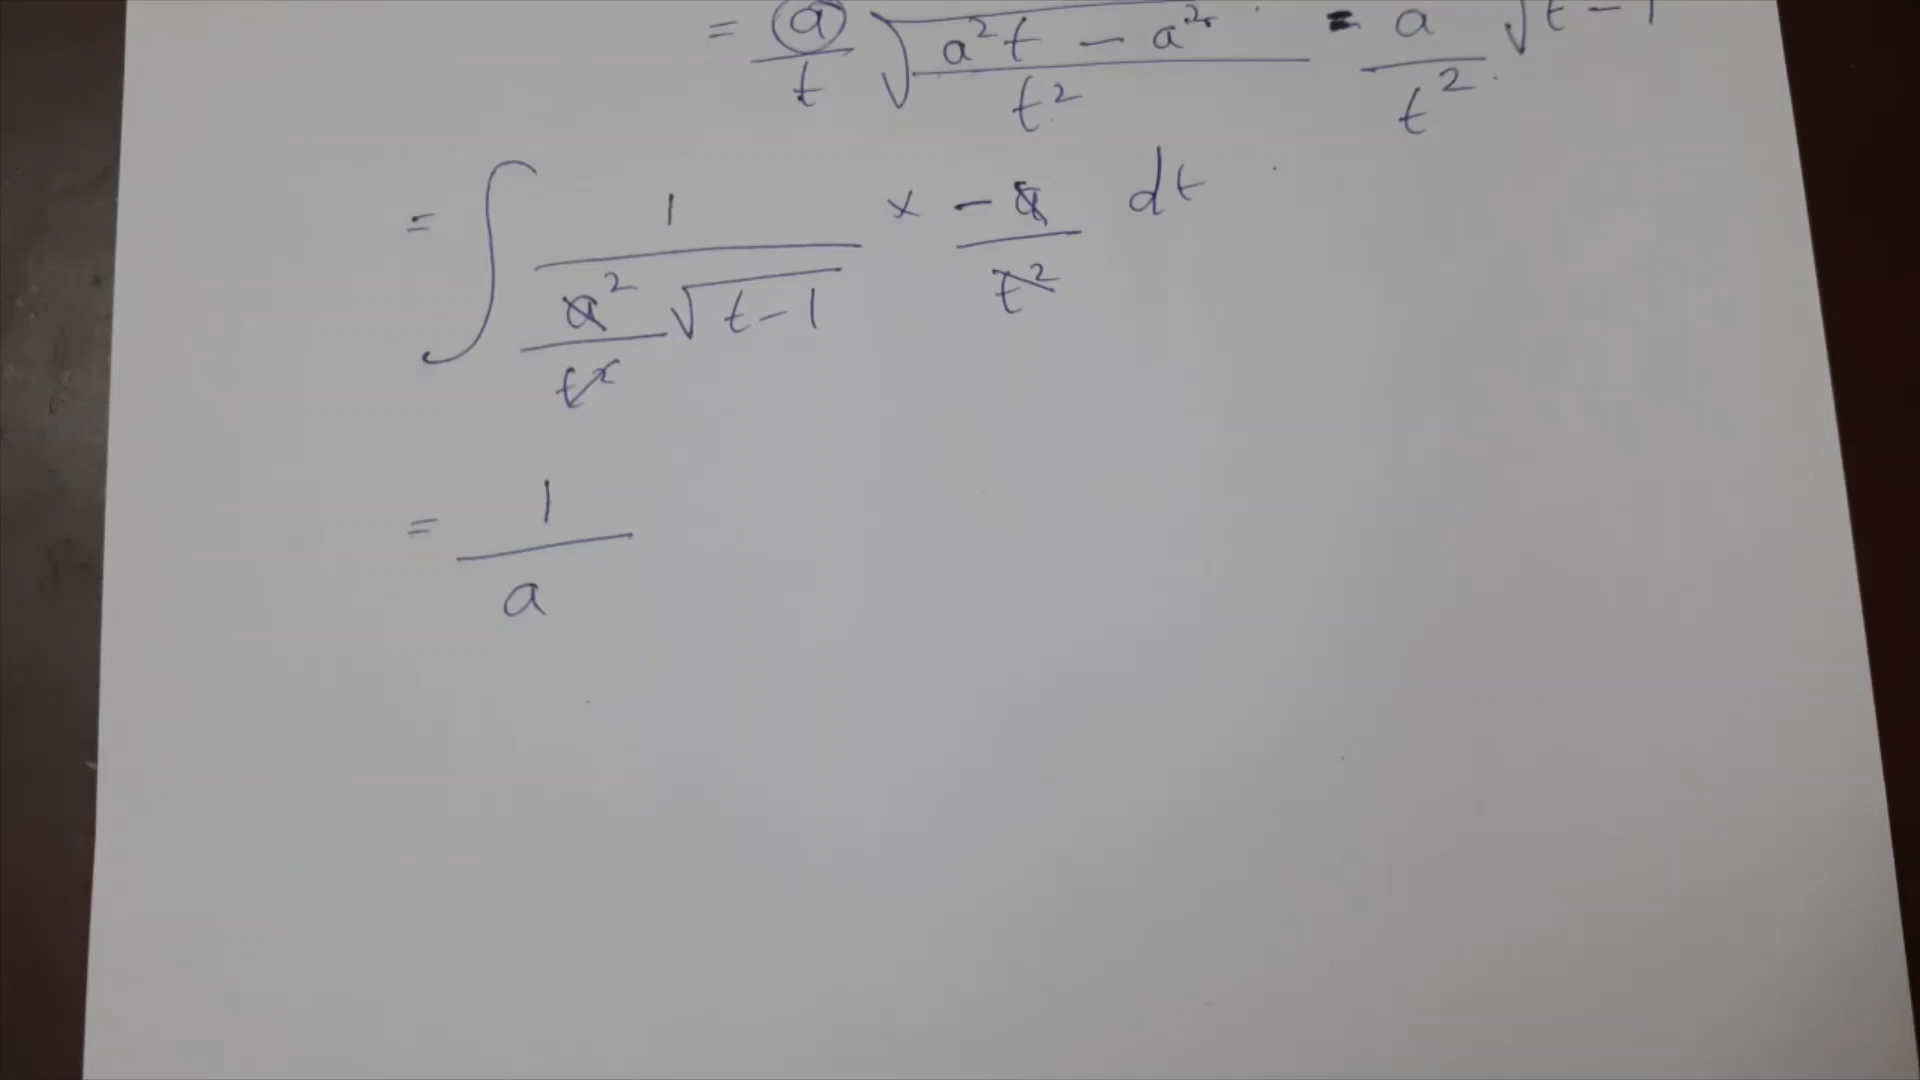 = a/t √(a²t − a²)/t² = a/t² √t − 1
= ∫ 1/(a²/t² √(t − 1)) × − a/t² dt
= 1/a